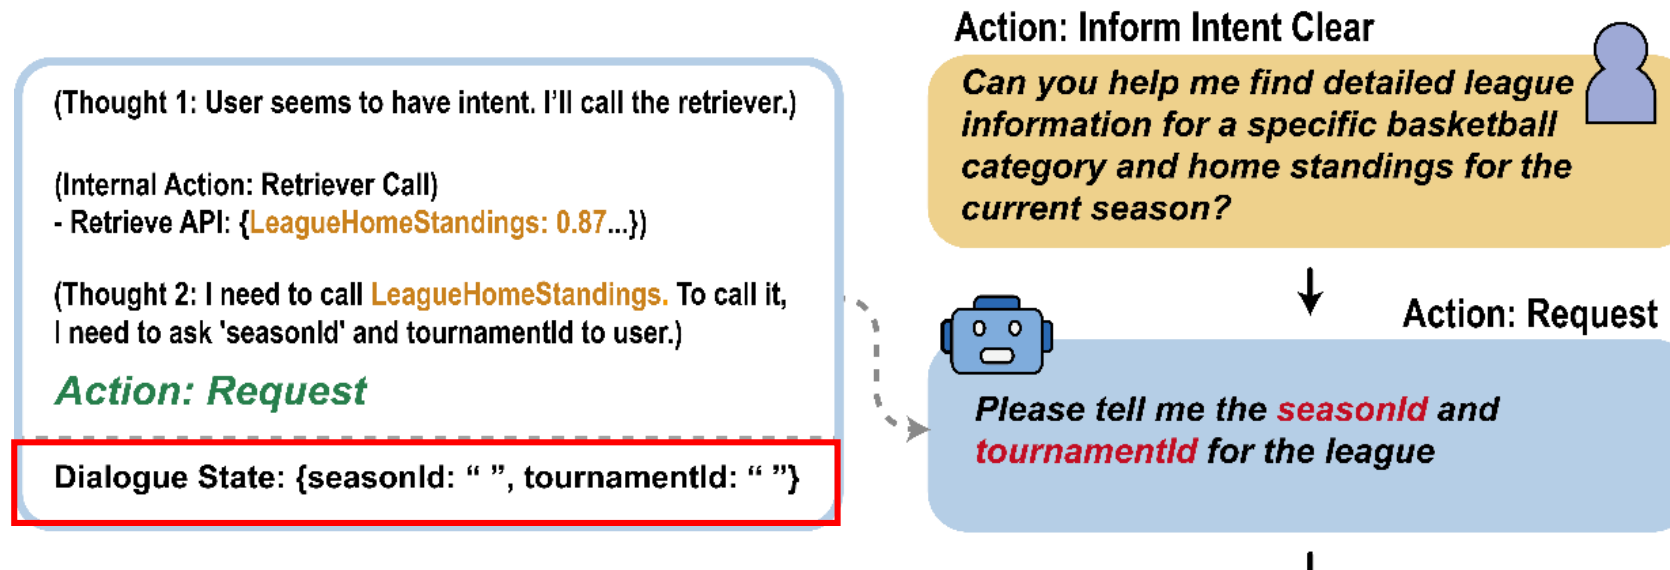 (Thought 1: User seems to have intent. I'll call the retriever.)
(Internal Action: Retriever Call)
- Retrieve API: {LeagueHomeStandings: 0.87...})
(Thought 2: I need to call LeagueHomeStandings. To call it,
I need to ask 'seasonId' and tournamentId to user.)
Action: Request
Dialogue State: {seasonId: “ ”, tournamentId: “ ”}
Action: Inform Intent Clear
Can you help me find detailed league
information for a specific basketball
category and home standings for the
current season?
Action: Request
Please tell me the seasonId and
tournamentId for the league